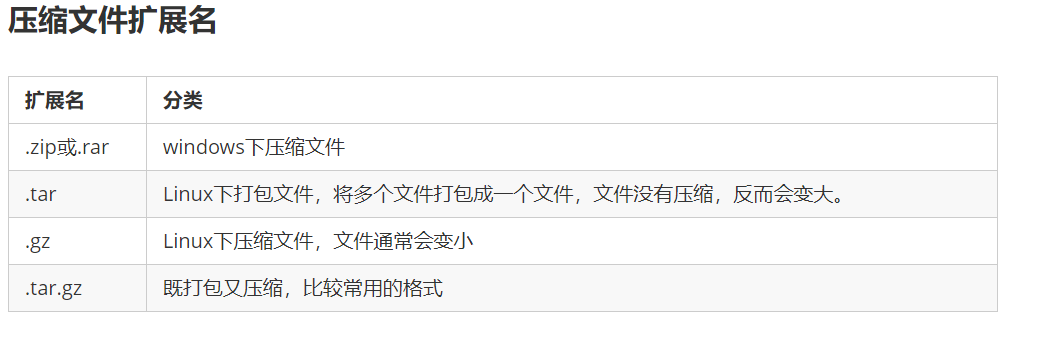 压缩文件扩展名
扩展名 分类
.zip或.rar windows下压缩文件
.tar Linux下打包文件，将多个文件打包成一个文件，文件没有压缩，反而会变大。
.gz Linux下压缩文件，文件通常会变小
.tar.gz 既打包又压缩，比较常用的格式